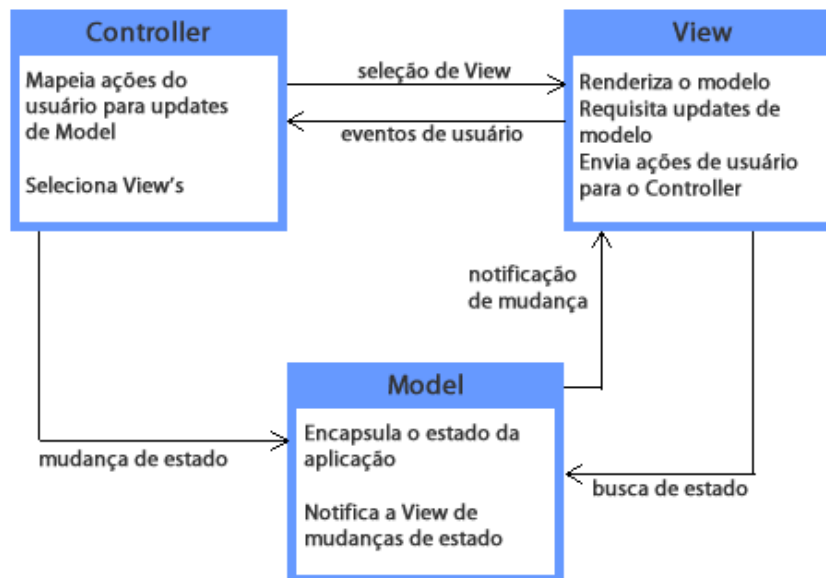 Controller
Mapeia ações do
usuário para updates
de Model
Seleciona View's
seleção de View
eventos de usuário
View
Renderiza o modelo
Requisita updates de
modelo
Envia ações de usuário
para o Controller
notificação
de mudança
mudança de estado
Model
Encapsula o estado da
aplicação
Notifica a View de
mudanças de estado
busca de estado